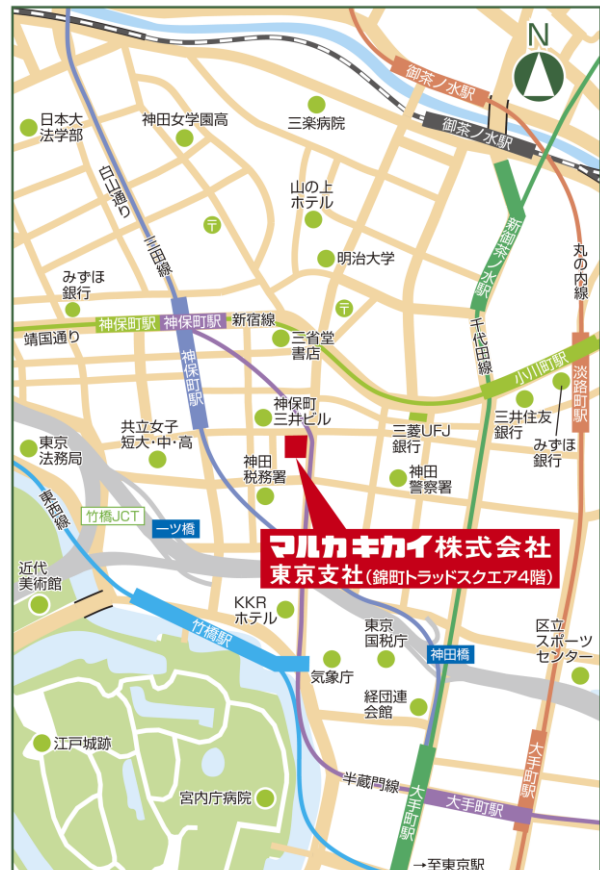 N
御茶ノ水駅
御茶ノ水駅
日本大
法学部
神田女学園高
三楽病院
白山通り
山の上
ホテル
新御茶ノ水駅
〒
三田線
明治大学
丸の内線
みずほ
銀行
〒
靖国通り
神保町駅
神保町駅
新宿線
三省堂
書店
千代田線
小川町駅
淡路町駅
神保町駅
神保町
三井ビル
三井住友
銀行
みずほ
銀行
東京
法務局
共立女子
短大・中・高
三菱UFJ
銀行
神田
税務署
神田
警察署
東西線
竹橋JCT
一ツ橋
マルカキカイ株式会社
東京支社(錦町トラッドスクエア4階)
近代
美術館
KKR
ホテル
竹橋駅
東京
国税庁
神田橋
区立
スポーツ
センター
気象庁
経団連
会館
江戸城跡
宮内庁病院
半蔵門線
大手町駅
大手町駅
大手町駅
→至東京駅